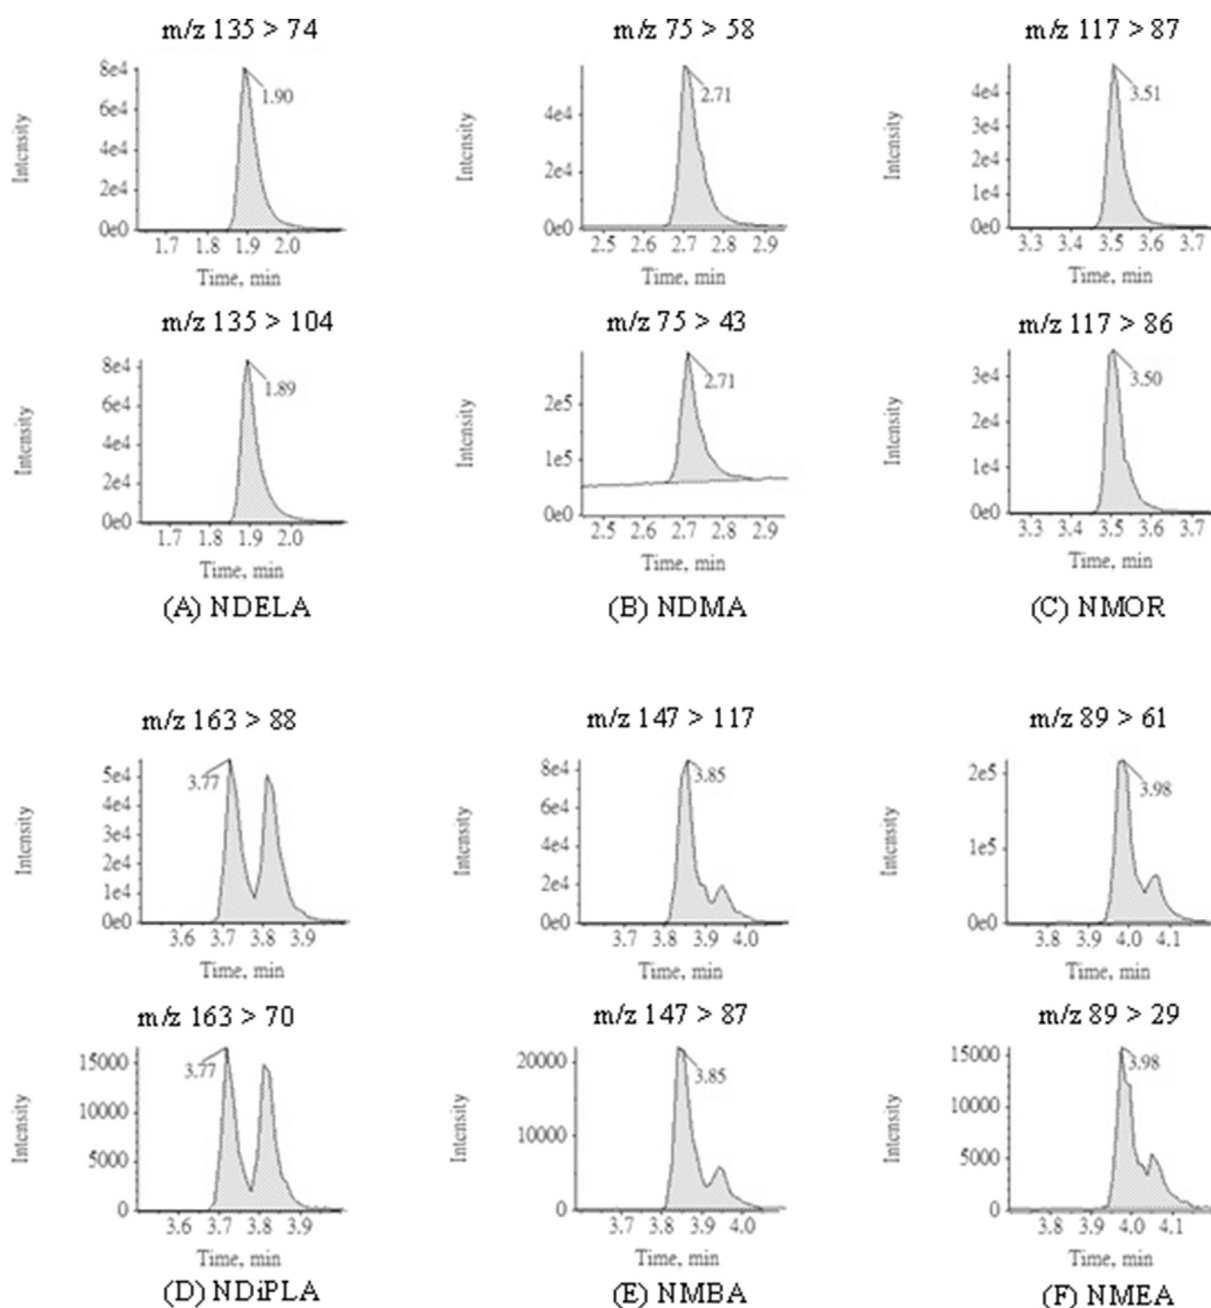 m/z 135 > 74
m/z 75 > 58
m/z 117 > 87
Intensity
8e4
6e4
4e4
2e4
0e0
1.90
1.7 1.8 1.9 2.0
Time, min
Intensity
4e4
2e4
0e0
2.71
2.5 2.6 2.7 2.8 2.9
Time, min
Intensity
4e4
3e4
2e4
1e4
0e0
3.51
3.3 3.4 3.5 3.6 3.7
Time, min
m/z 135 > 104
m/z 75 > 43
m/z 117 > 86
Intensity
8e4
6e4
4e4
2e4
0e0
1.89
1.7 1.8 1.9 2.0
Time, min
Intensity
2e5
1e5
0e0
2.71
2.5 2.6 2.7 2.8 2.9
Time, min
Intensity
3e4
2e4
1e4
0e0
3.50
3.3 3.4 3.5 3.6 3.7
Time, min
(A) NDELA
(B) NDMA
(C) NMOR
m/z 163 > 88
m/z 147 > 117
m/z 89 > 61
Intensity
5e4
4e4
3e4
2e4
1e4
0e0
3.77
3.6 3.7 3.8 3.9
Time, min
Intensity
8e4
6e4
4e4
2e4
0e0
3.85
3.7 3.8 3.9 4.0
Time, min
Intensity
2e5
1e5
0e0
3.98
3.8 3.9 4.0 4.1
Time, min
m/z 163 > 70
m/z 147 > 87
m/z 89 > 29
Intensity
15000
10000
5000
0
3.77
3.6 3.7 3.8 3.9
Time, min
Intensity
20000
10000
0
3.85
3.7 3.8 3.9 4.0
Time, min
Intensity
15000
10000
5000
0
3.98
3.8 3.9 4.0 4.1
Time, min
(D) NDiPLA
(E) NMBA
(F) NMEA